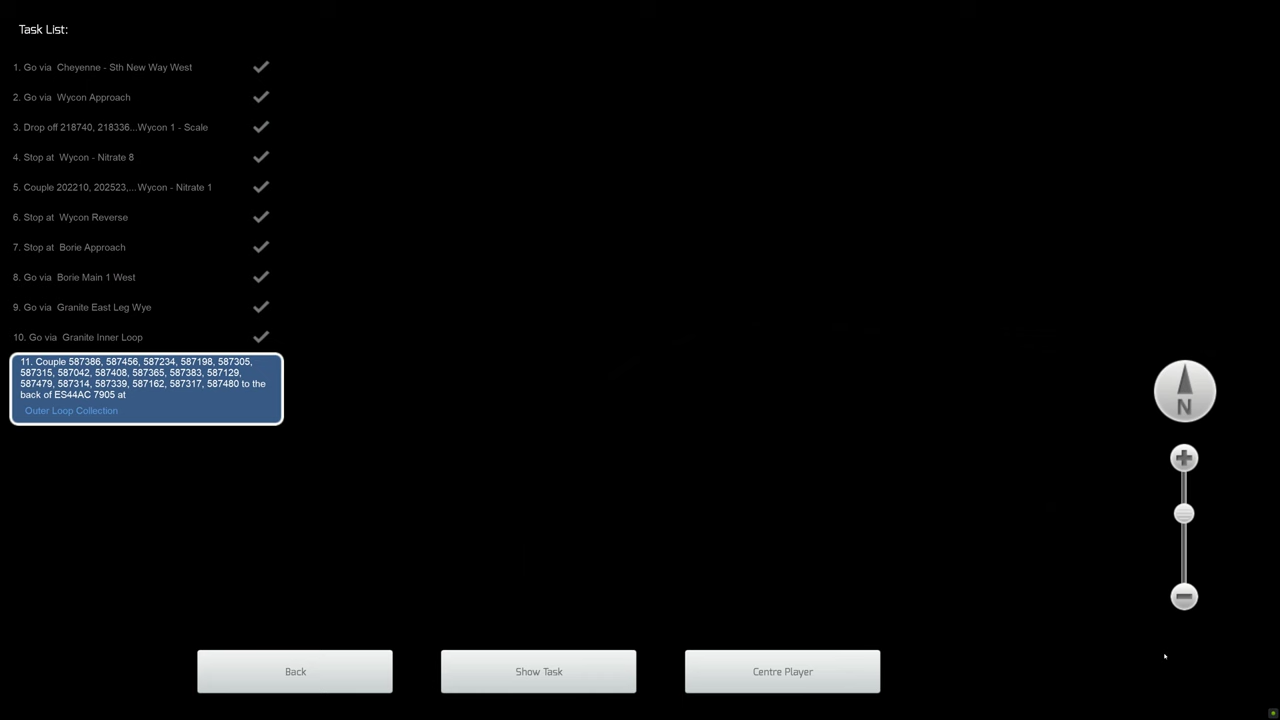 Task List:
1. Go via Cheyenne - Sth New Way West
2. Go via Wycon Approach
3. Drop off 218740, 218336...Wycon 1 - Scale
4. Stop at Wycon - Nitrate 8
5. Couple 202210, 202523,... Wycon - Nitrate 1
6. Stop at Wycon Reverse
7. Stop at Borie Approach
8. Go via Borie Main 1 West
9. Go via Granite East Leg Wye
10. Go via Granite Inner Loop
11. Couple 587386, 587456, 587234, 587198, 587305,
587315, 587042, 587408, 587365, 587383, 587129,
587479, 587314, 587339, 587162, 587317, 587480 to the
back of ES44AC 7905 at
Outer Loop Collection
N
Back
Show Task
Centre Player